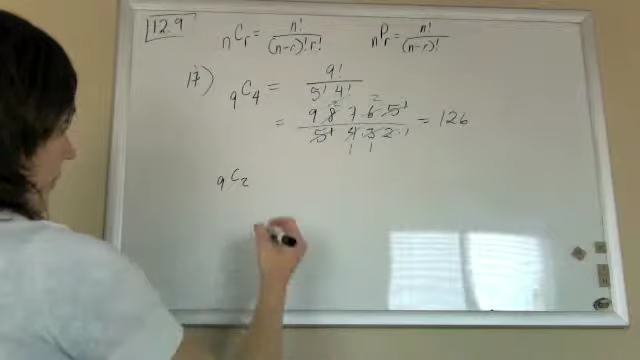 12.9
nCr = n! / (n-r)! r!   nPr = n! / (n-r)!
17) 9C4 = 9! / 5! 4!
= 9 8 7 6 5! / 5! 4·3·2·1 = 126
9C2